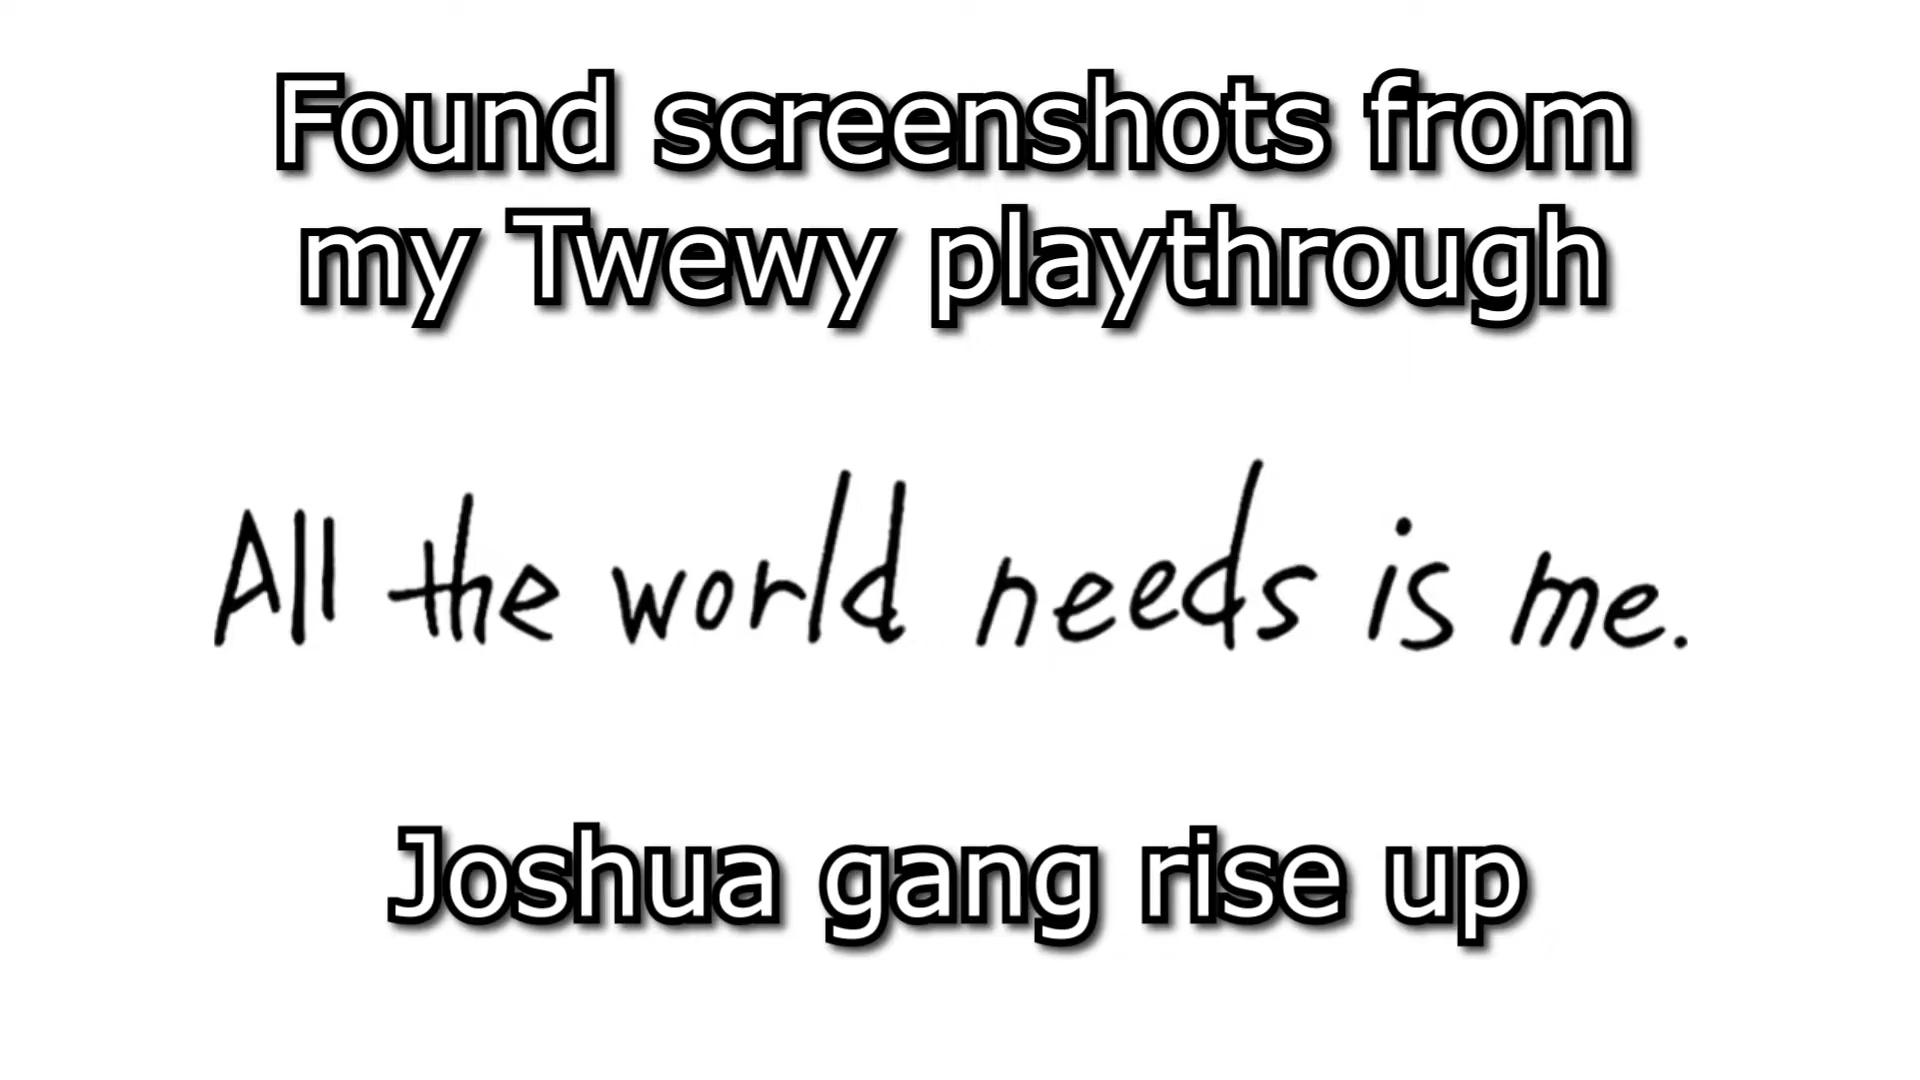 Found screenshots from
my Twewy playthrough
All the world needs is me.
Joshua gang rise up